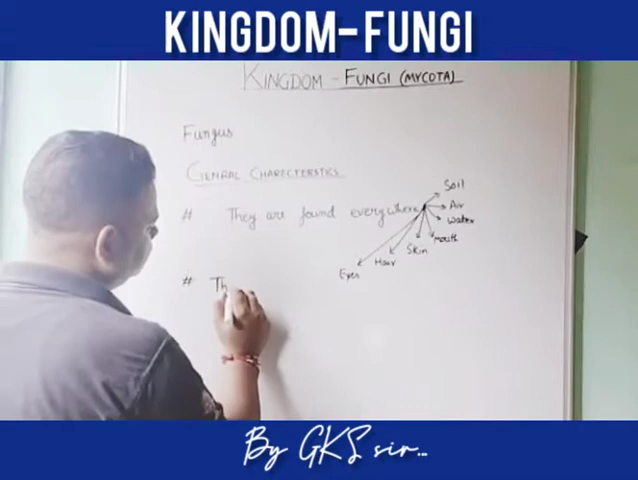 KINGDOM-FUNGI
KINGDOM - FUNGI (MYCOTA)
Fungus
GENRAL CHARCTERSTICS
# They are found everywhere
Soil
Air
Water
Mouth
Skin
Hair
Eyes
# Th
By GKS sir...